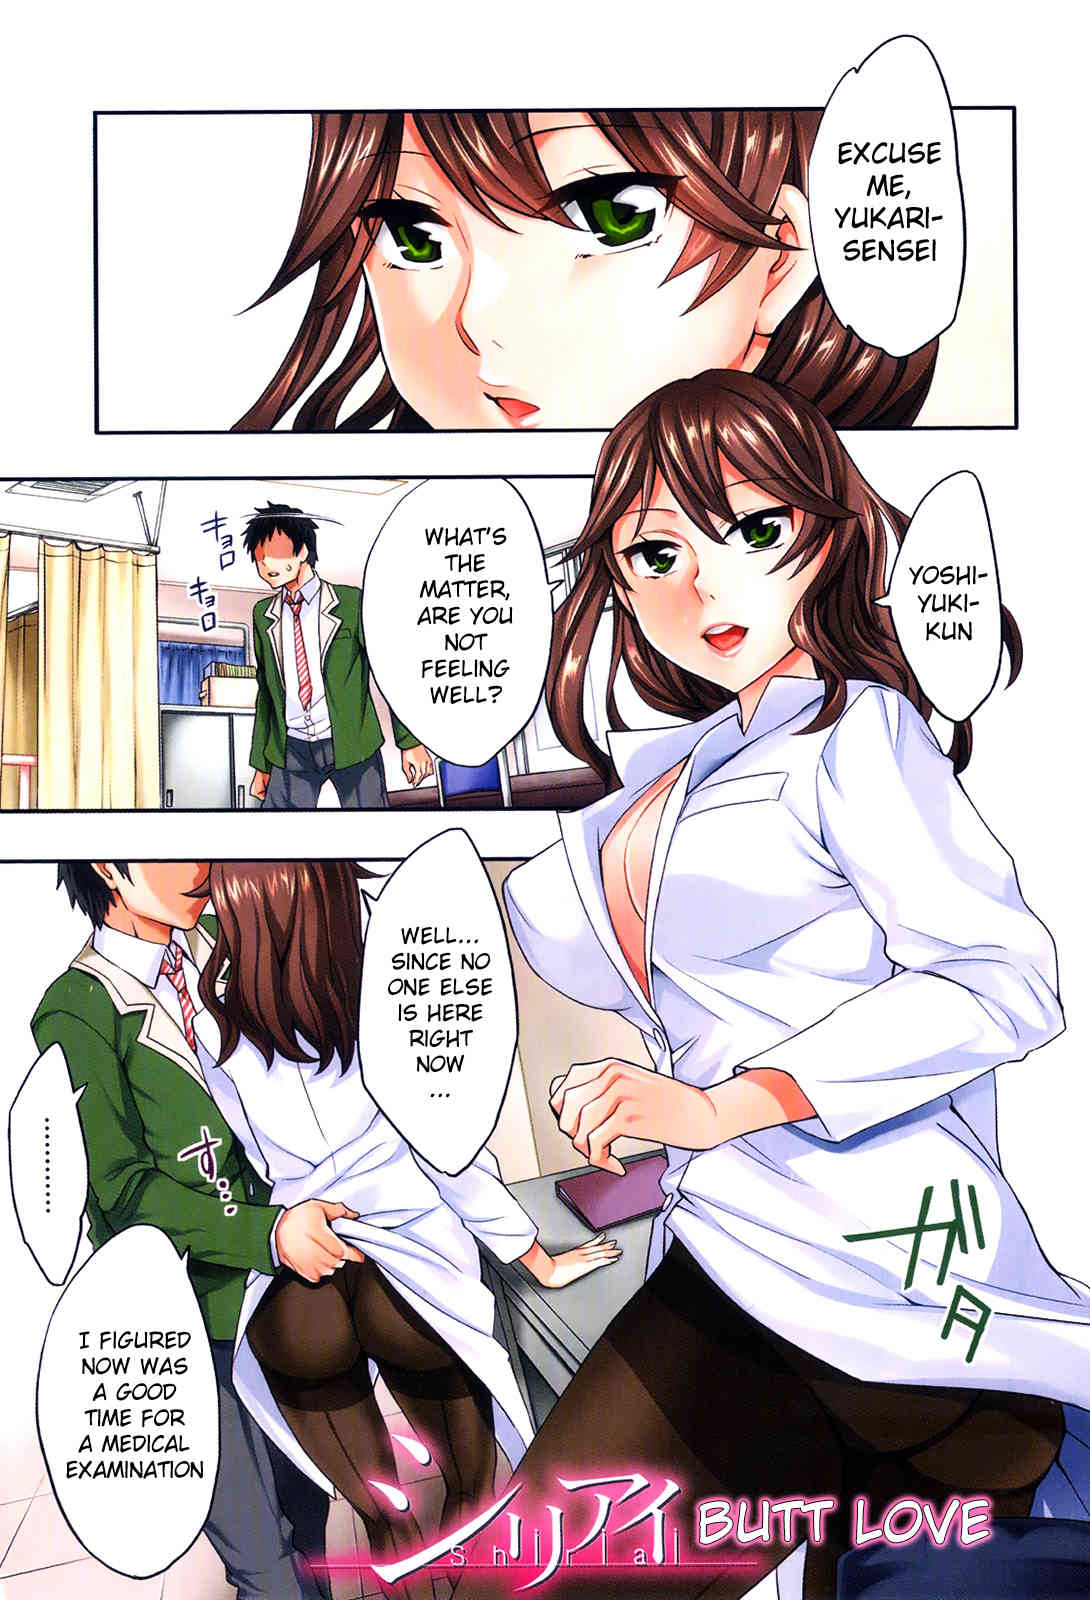 EXCUSE
ME,
YUKARI-
SENSEI
YOSHI-
YUKI-
KUN
WHAT'S
THE
MATTER,
ARE YOU
NOT
FEELING
WELL?
キョロ
キョロ
WELL...
SINCE NO
ONE ELSE
IS HERE
RIGHT
NOW
...
ガタ
す...
..........
I FIGURED
NOW WAS
A GOOD
TIME FOR
A MEDICAL
EXAMINATION
シリアイ
Shiriai
BUTT LOVE